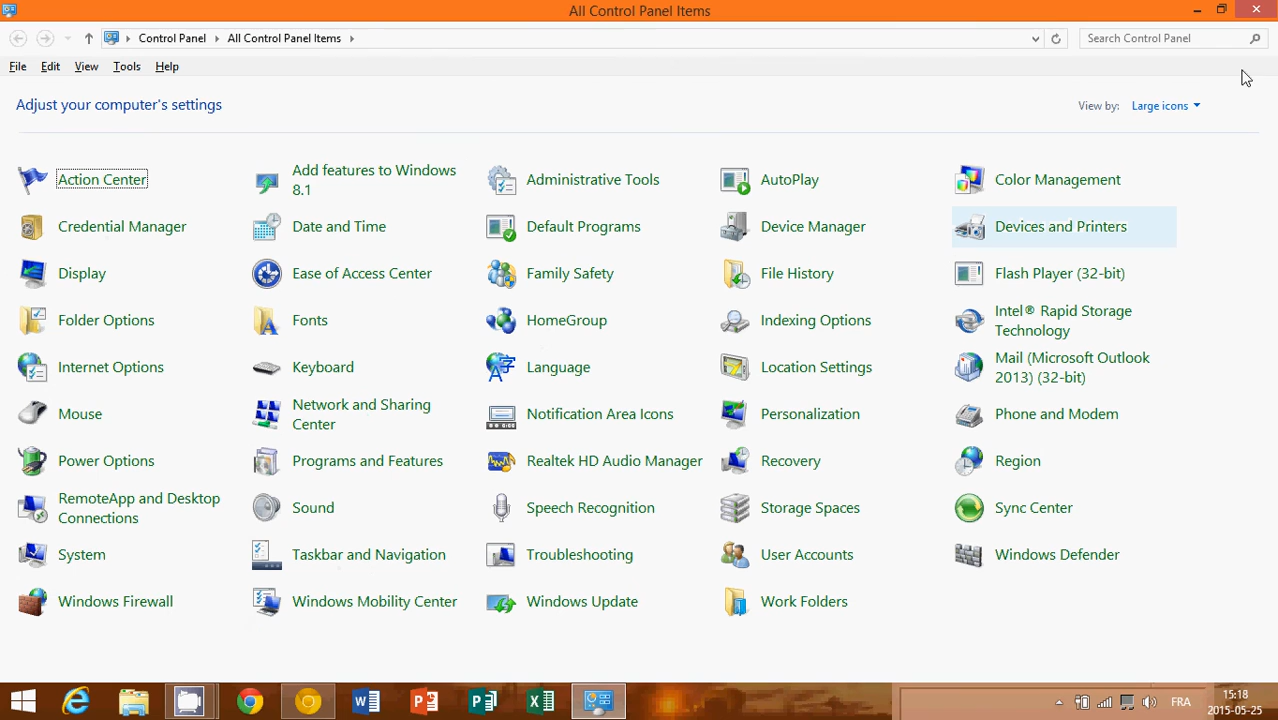 All Control Panel Items
Control Panel
All Control Panel Items
Search Control Panel
File Edit View Tools Help
Adjust your computer's settings
View by: Large icons
Action Center
Add features to Windows
8.1
Administrative Tools
AutoPlay
Color Management
Credential Manager
Date and Time
Default Programs
Device Manager
Devices and Printers
Display
Ease of Access Center
Family Safety
File History
Flash Player (32-bit)
Folder Options
Fonts
HomeGroup
Indexing Options
Intel® Rapid Storage
Technology
Internet Options
Keyboard
Language
Location Settings
Mail (Microsoft Outlook
2013) (32-bit)
Mouse
Network and Sharing
Center
Notification Area Icons
Personalization
Phone and Modem
Power Options
Programs and Features
Realtek HD Audio Manager
Recovery
Region
RemoteApp and Desktop
Connections
Sound
Speech Recognition
Storage Spaces
Sync Center
System
Taskbar and Navigation
Troubleshooting
User Accounts
Windows Defender
Windows Firewall
Windows Mobility Center
Windows Update
Work Folders
FRA
15:18
2015-05-25